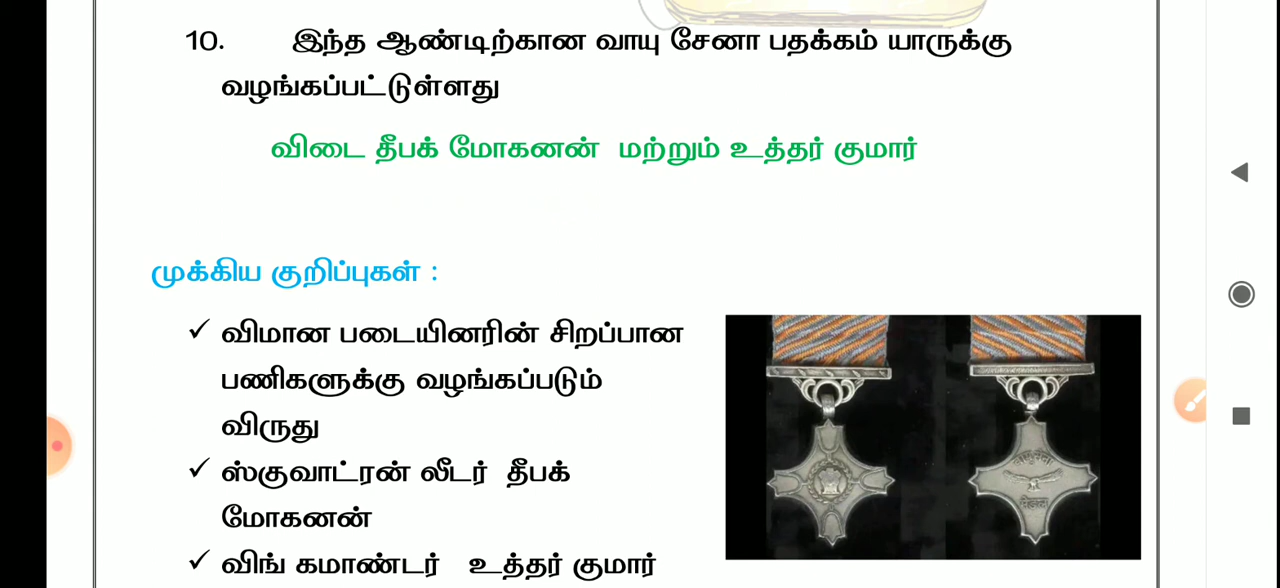 10. இந்த ஆண்டிற்கான வாயு சேனா பதக்கம் யாருக்கு
வழங்கப்பட்டுள்ளது
விடை தீபக் மோகனன் மற்றும் உத்தர் குமார்
முக்கிய குறிப்புகள் :
✓ விமான படையினரின் சிறப்பான
பணிகளுக்கு வழங்கப்படும்
விருது
✓ ஸ்குவாட்ரன் லீடர் தீபக்
மோகனன்
✓ விங் கமாண்டர் உத்தர் குமார்
वायुसेना
मेडल